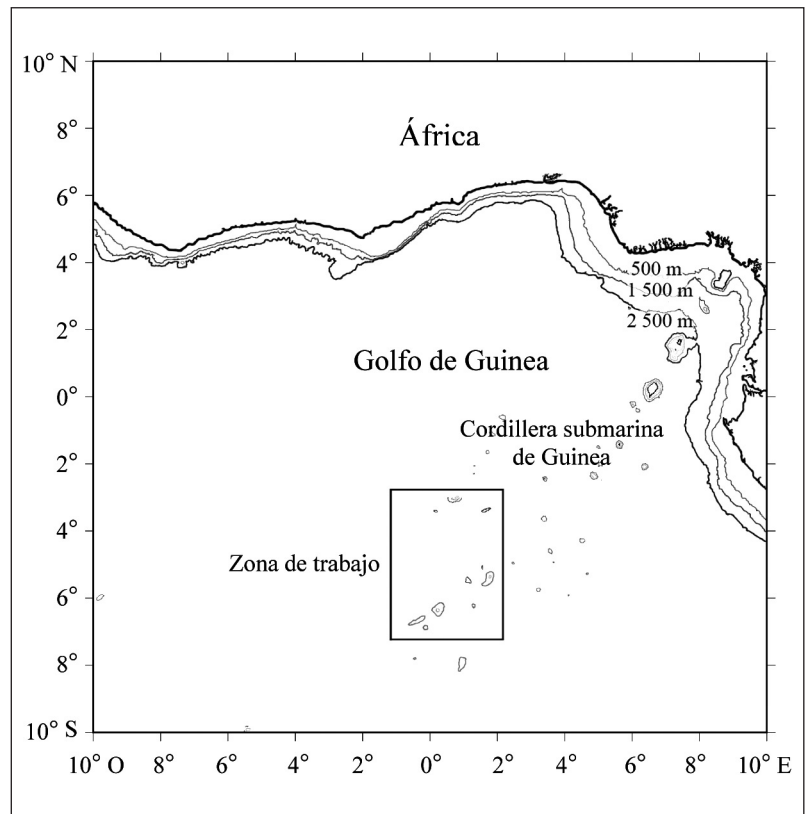 10° N
8°
6°
4°
2°
0°
2°
4°
6°
8°
10° S
África
500 m
1 500 m
2 500 m
Golfo de Guinea
Cordillera submarina
de Guinea
Zona de trabajo
10° O 8° 6° 4° 2° 0° 2° 4° 6° 8° 10° E